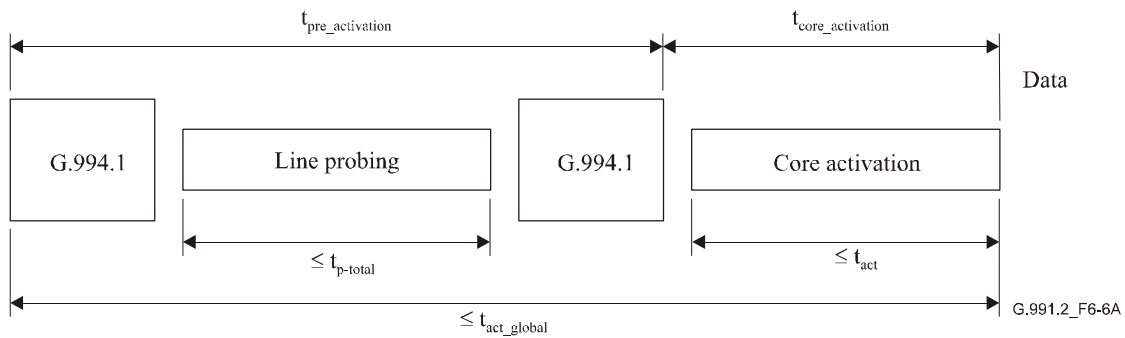 t_pre_activation
t_core_activation
Data
G.994.1
Line probing
G.994.1
Core activation
≤ t_p-total
≤ t_act
≤ t_act_global
G.991.2_F6-6A